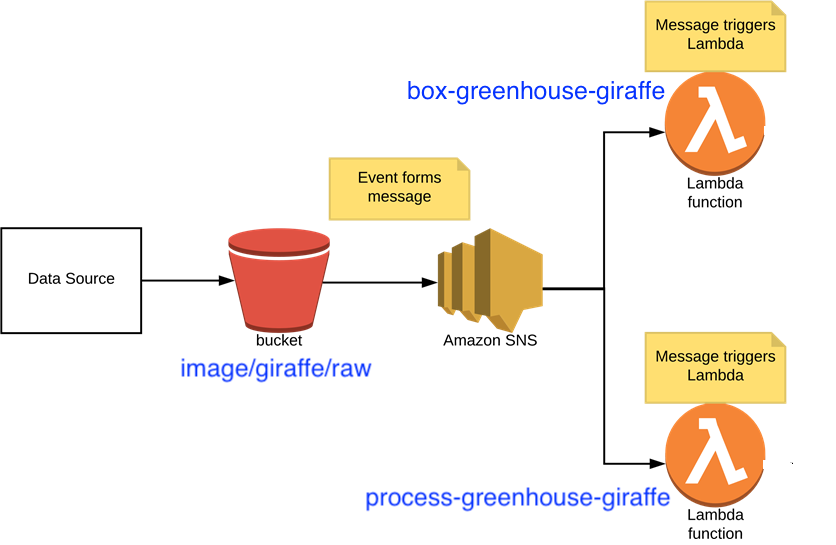 Message triggers
Lambda
box-greenhouse-giraffe
Lambda
function
Event forms
message
Data Source
bucket
Amazon SNS
image/giraffe/raw
Message triggers
Lambda
process-greenhouse-giraffe
Lambda
function